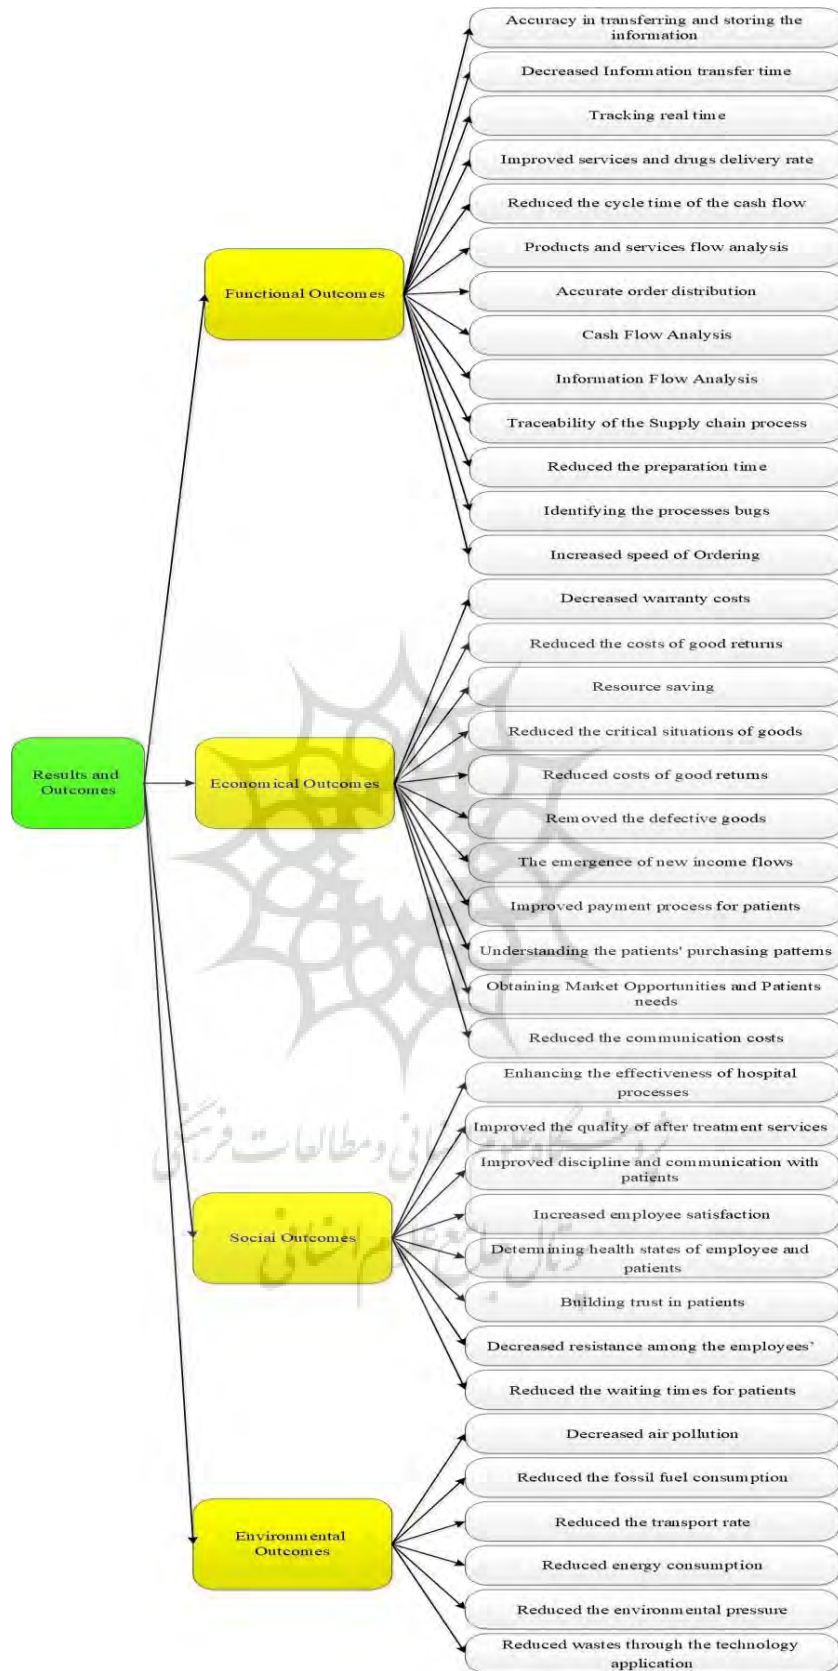 Accuracy in transferring and storing the
information
Decreased Information transfer time
Tracking real time
Improved services and drugs delivery rate
Reduced the cycle time of the cash flow
Products and services flow analysis
Functional Outcomes
Accurate order distribution
Cash Flow Analysis
Information Flow Analysis
Traceability of the Supply chain process
Reduced the preparation time
Identifying the processes bugs
Increased speed of Ordering
Decreased warranty costs
Reduced the costs of good returns
Resource saving
Reduced the critical situations of goods
Results and
Outcomes
Economical Outcomes
Reduced costs of good returns
Removed the defective goods
The emergence of new income flows
Improved payment process for patients
Understanding the patients' purchasing patterns
Obtaining Market Opportunities and Patients
needs
Reduced the communication costs
Enhancing the effectiveness of hospital
processes
Improved the quality of after treatment services
Improved discipline and communication with
patients
Increased employee satisfaction
Social Outcomes
Determining health states of employee and
patients
Building trust in patients
Decreased resistance among the employees’
Reduced the waiting times for patients
Decreased air pollution
Reduced the fossil fuel consumption
Reduced the transport rate
Environmental
Outcomes
Reduced energy consumption
Reduced the environmental pressure
Reduced wastes through the technology
application
و مطالعات فرهنگی